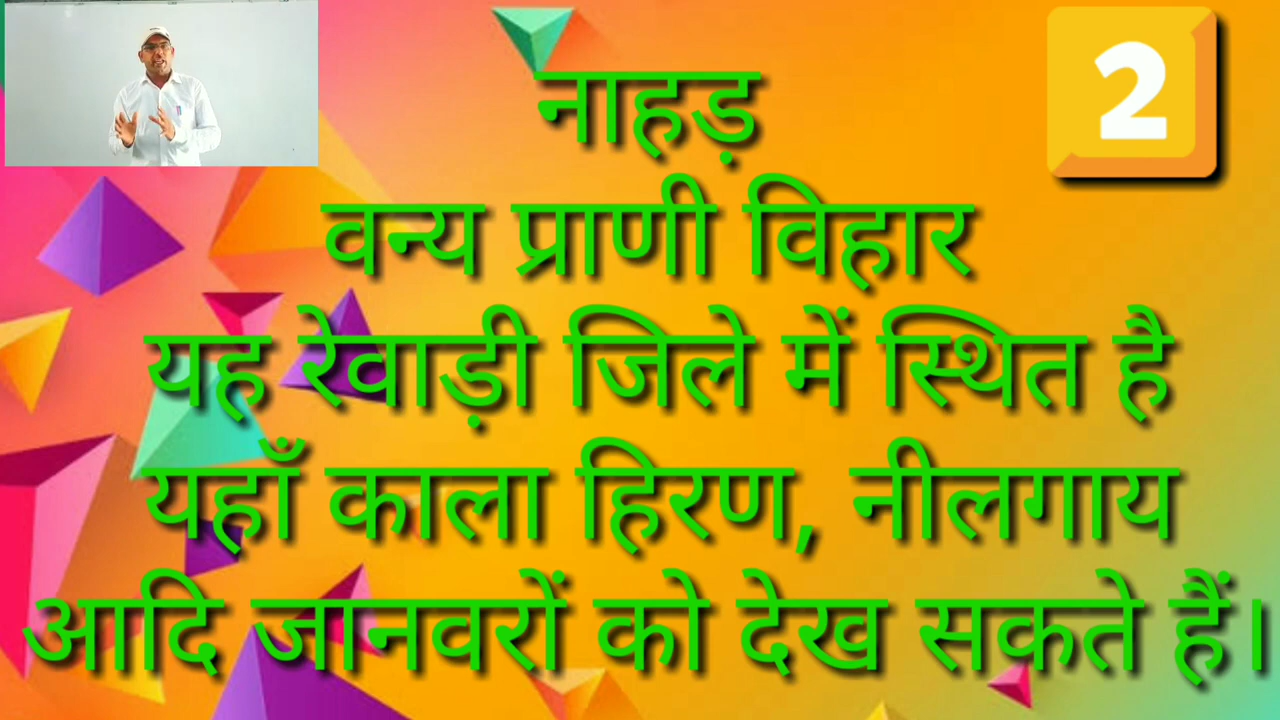 2
नाहड़
वन्य प्राणी विहार
यह रेवाड़ी जिले में स्थित है
यहाँ काला हिरण, नीलगाय
आदि जानवरों को देख सकते हैं।